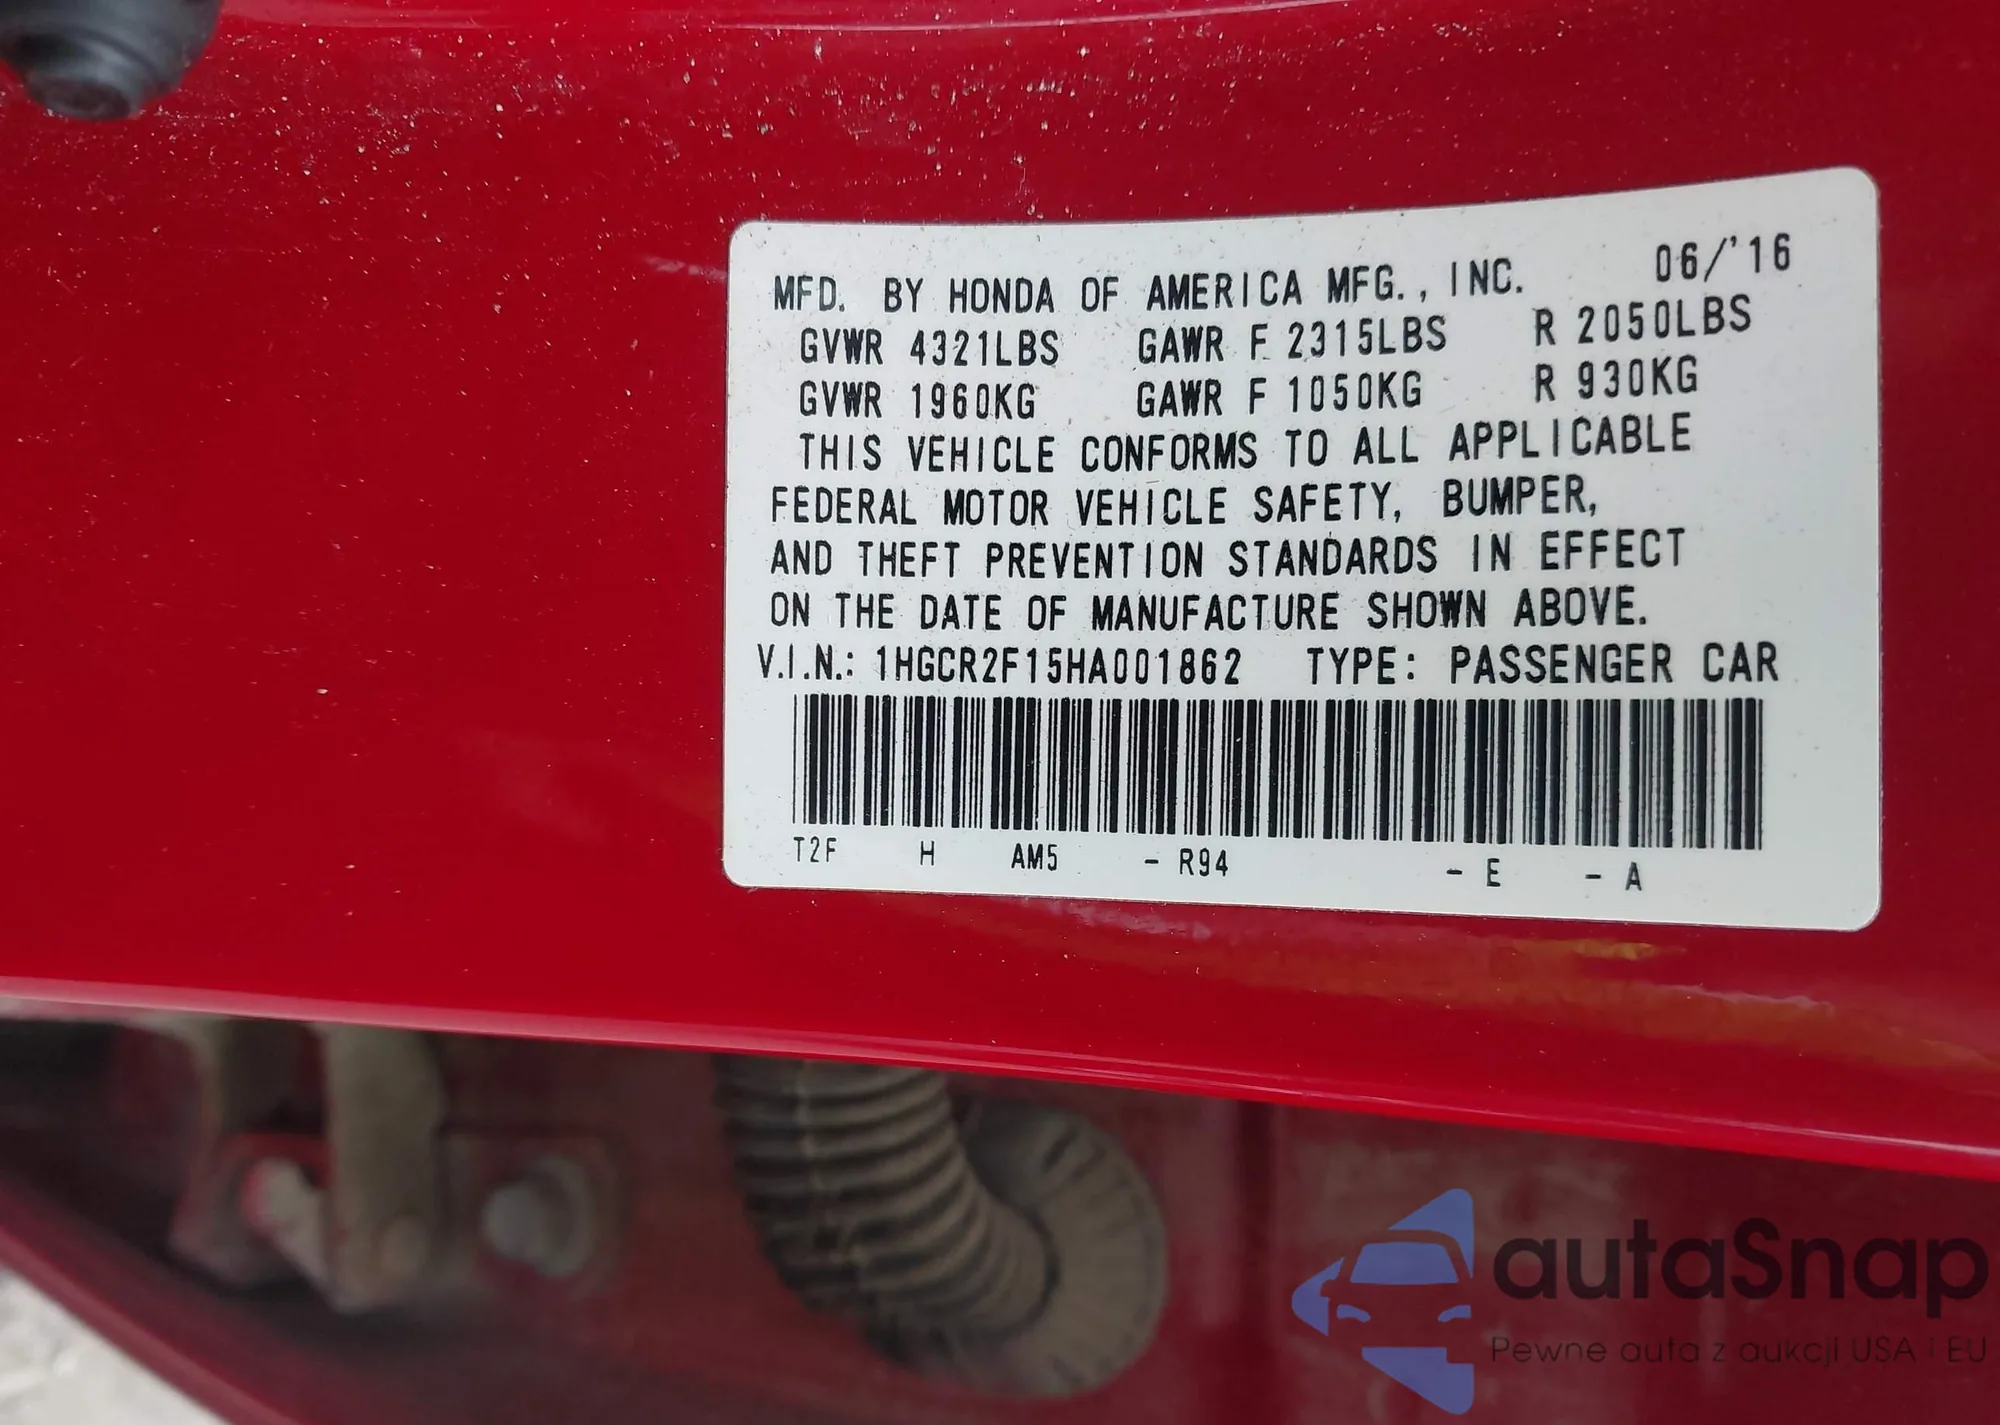 MFD. BY HONDA OF AMERICA MFG., INC. 06/'16
GVWR 4321LBS GAWR F 2315LBS R 2050LBS
GVWR 1960KG GAWR F 1050KG R 930KG
THIS VEHICLE CONFORMS TO ALL APPLICABLE
FEDERAL MOTOR VEHICLE SAFETY, BUMPER,
AND THEFT PREVENTION STANDARDS IN EFFECT
ON THE DATE OF MANUFACTURE SHOWN ABOVE.
V.I.N.: 1HGCR2F15HA001862 TYPE: PASSENGER CAR
T2F H AM5 - R94 - E - A
autaSnap
Pewne auta z aukcji USA i EU